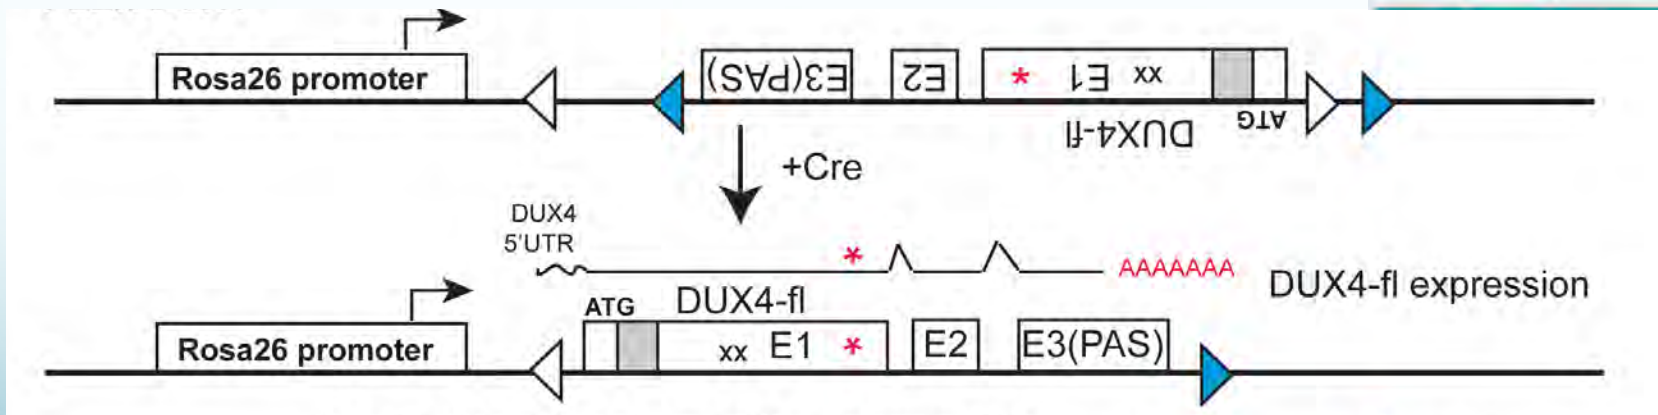 Rosa26 promoter
E3(PAS) E2 * E1 xx
DUX4-fl ATG
+Cre
DUX4
5'UTR
* AAAAAAA
DUX4-fl expression
ATG DUX4-fl
Rosa26 promoter xx E1 * E2 E3(PAS)